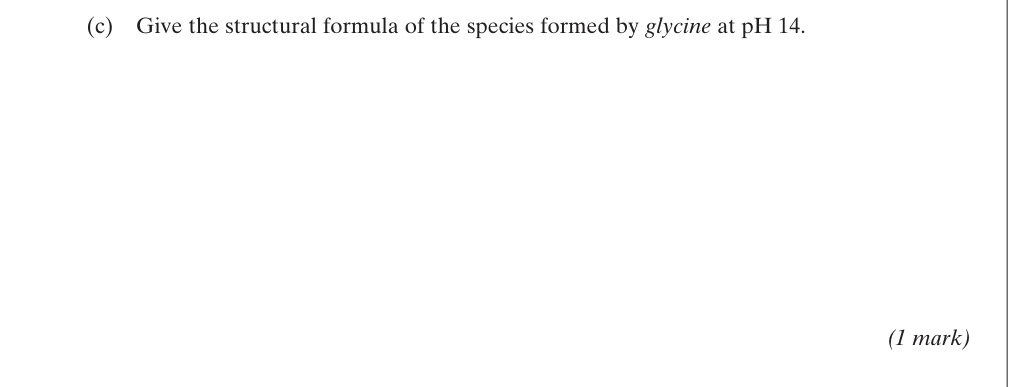 (c) Give the structural formula of the species formed by glycine at pH 14.
(1 mark)